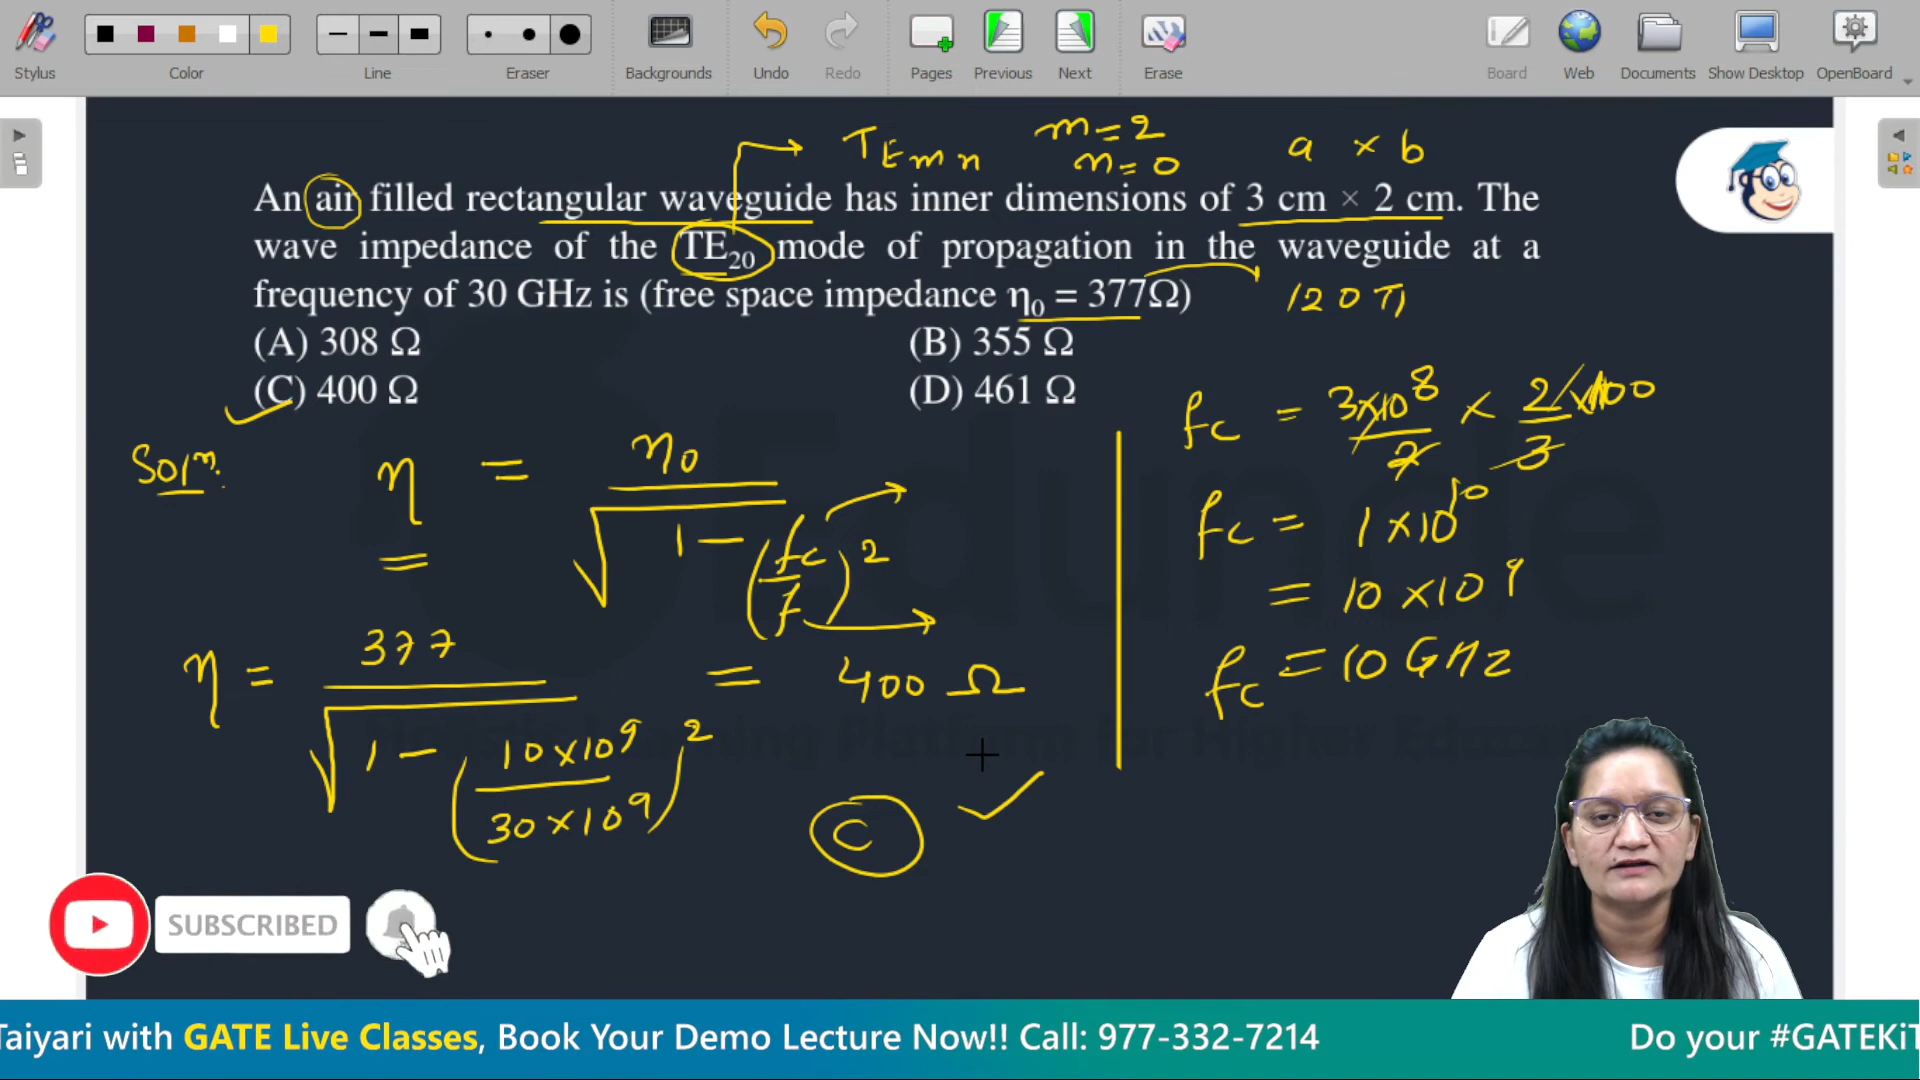 Stylus
Color
Line
Eraser
Backgrounds
Undo
Redo
Pages
Previous
Next
Erase
Board
Web
Documents
Show Desktop
OpenBoard
TEmn m=2 a × b
n=0
An air filled rectangular waveguide has inner dimensions of 3 cm × 2 cm. The
wave impedance of the TE₂₀ mode of propagation in the waveguide at a
frequency of 30 GHz is (free space impedance η₀ = 377Ω)
120π
(A) 308 Ω (B) 355 Ω
(C) 400 Ω (D) 461 Ω
Solⁿ.
η = η₀ / √(1 − (fc/f)²)
=
η = 377 / √(1 − (10×10⁹ / 30×10⁹)²) = 400 Ω
C
fc = 3×10⁸/2 × 2×100/3
fc = 1×10¹⁰
= 10×10⁹
fc = 10 GHz
SUBSCRIBED
Taiyari with GATE Live Classes, Book Your Demo Lecture Now!! Call: 977-332-7214 Do your #GATEKiT